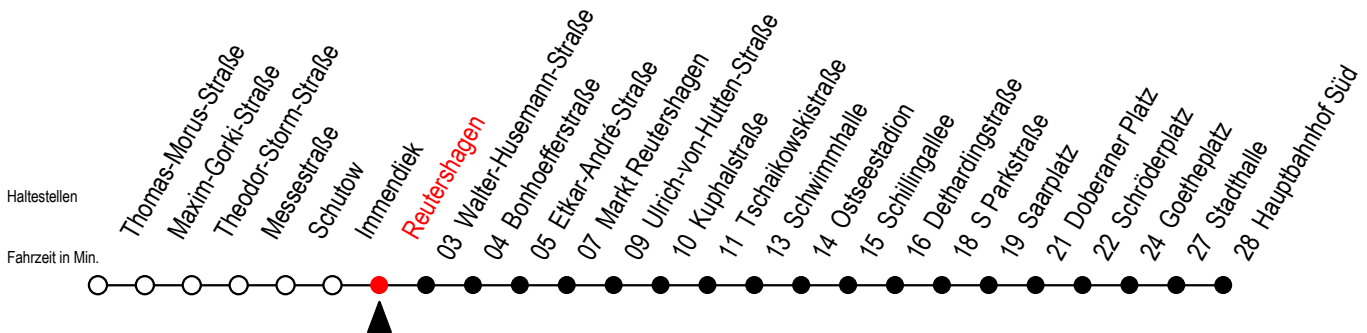 Haltestellen
Fahrzeit in Min.
Thomas-Morus-Straße
Maxim-Gorki-Straße
Theodor-Storm-Straße
Messestraße
Schutow
Immendiek
Reutershagen
03 Walter-Husemann-Straße
04 Bonhoefferstraße
05 Etkar-André-Straße
07 Markt Reutershagen
09 Ulrich-von-Hutten-Straße
10 Kuphalstraße
11 Tschaikowskistraße
13 Schwimmhalle
14 Ostseestadion
15 Schillingallee
16 Dethardingstraße
18 S Parkstraße
19 Saarplatz
21 Doberaner Platz
22 Schröderplatz
24 Goetheplatz
27 Stadthalle
28 Hauptbahnhof Süd